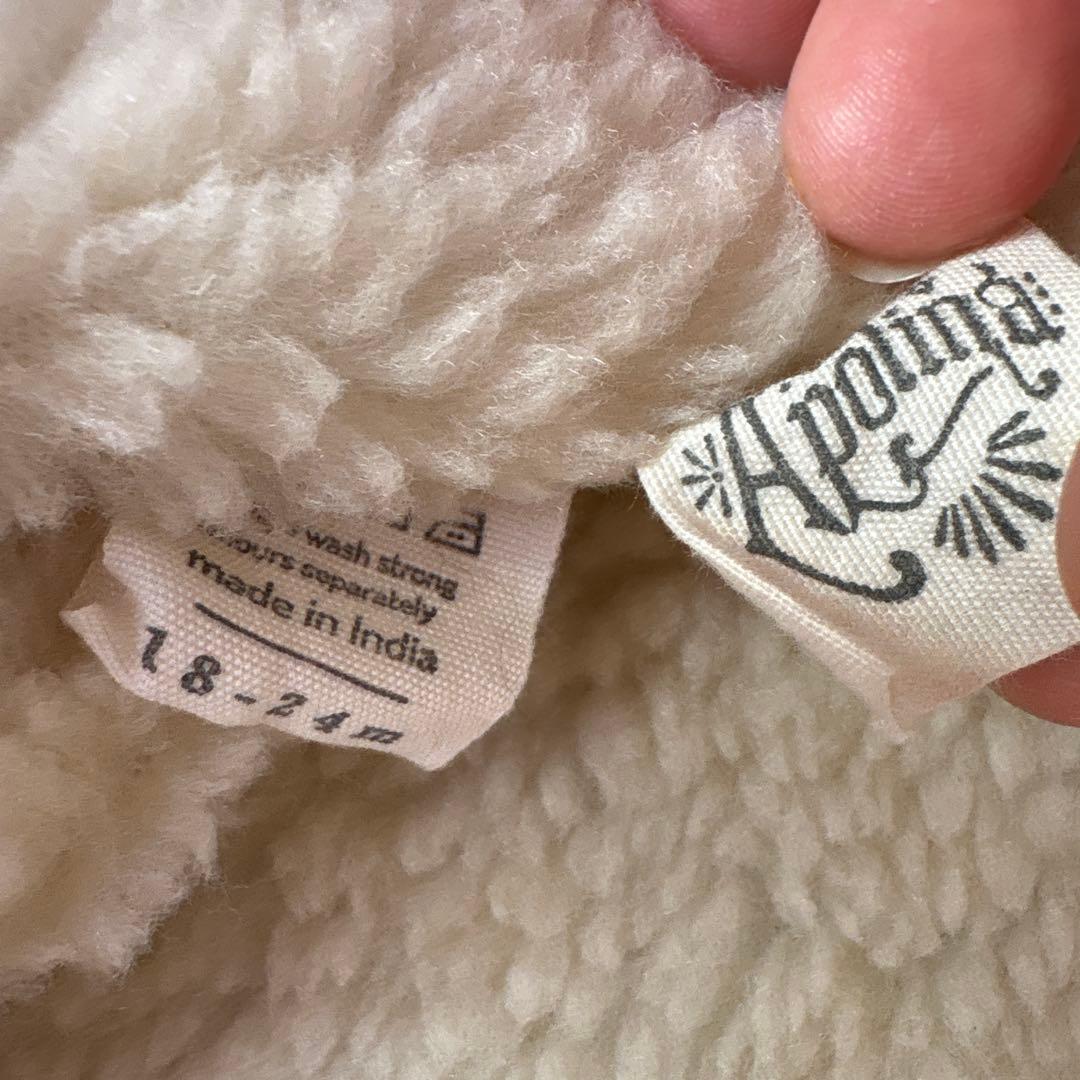 wash strong
colours separately
made in India
18-24m
Apolina